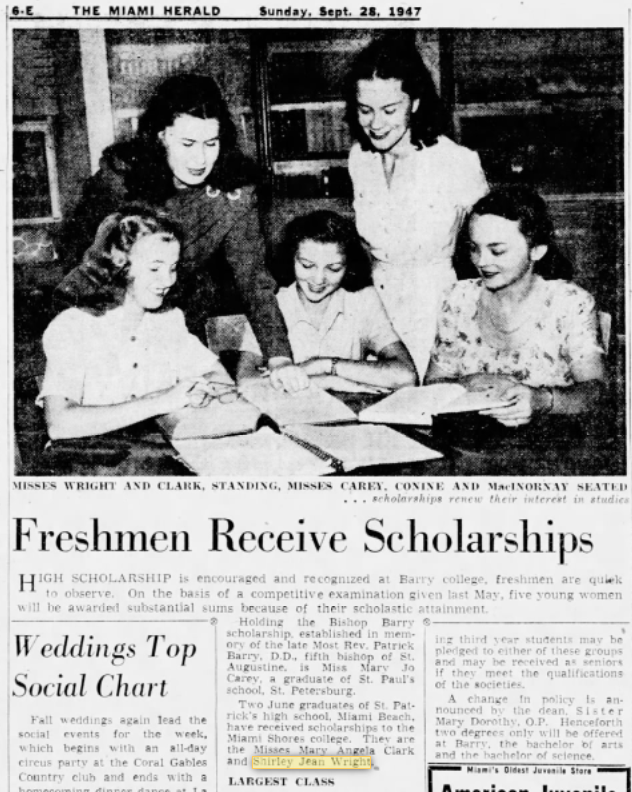 6-E THE MIAMI HERALD Sunday, Sept. 28, 1947
MISSES WRIGHT AND CLARK, STANDING, MISSES CAREY, CONINE AND MacINORNAY SEATED
... scholarships renew their interest in studies
Freshmen Receive Scholarships
HIGH SCHOLARSHIP is encouraged and recognized at Barry college, freshmen are quick
to observe. On the basis of a competitive examination given last May, five young women
will be awarded substantial sums because of their scholastic attainment.
Weddings Top
Social Chart
Fall weddings again lead the
social events for the week,
which begins with an all-day
circus party at the Coral Gables
Country club and ends with a
homecoming dinner dance at La
Holding the Bishop Barry
scholarship, established in mem-
ory of the late Most Rev. Patrick
Barry, D.D., fifth bishop of St.
Augustine, is Miss Mary Jo
Carey, a graduate of St. Paul's
school, St. Petersburg.
Two June graduates of St. Pat-
rick's high school, Miami Beach,
have received scholarships to the
Miami Shores college. They are
the Misses Mary Angela Clark
and Shirley Jean Wright.
LARGEST CLASS
ing third year students may be
pledged to either of these groups
and may be received as seniors
if they meet the qualifications
of the societies.
A change in policy is an-
nounced by the dean, Sister
Mary Dorothy, O.P. Henceforth
two degrees only will be offered
at Barry, the bachelor of arts
and the bachelor of science.
Miami's Oldest Juvenile Store
American Juvenile